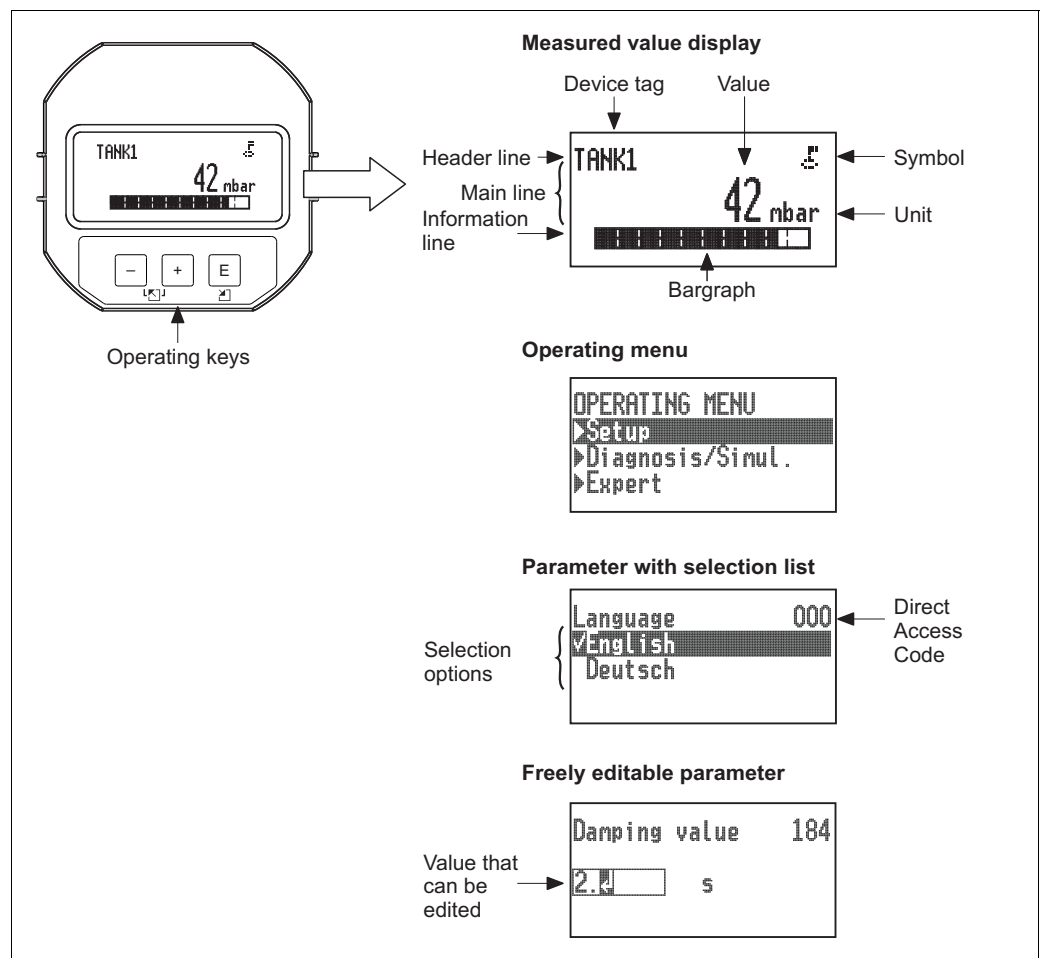 Measured value display
Device tag
Value
TANK1
42 mbar
– + E
Operating keys
Header line
TANK1
Symbol
Main line
42 mbar
Unit
Information
line
Bargraph
Operating menu
OPERATING MENU
Setup
Diagnosis/Simul.
Expert
Parameter with selection list
Language 000
Direct
Access
Code
Selection
options
✓English
Deutsch
Freely editable parameter
Damping value 184
Value that
can be
edited
2.↵ s